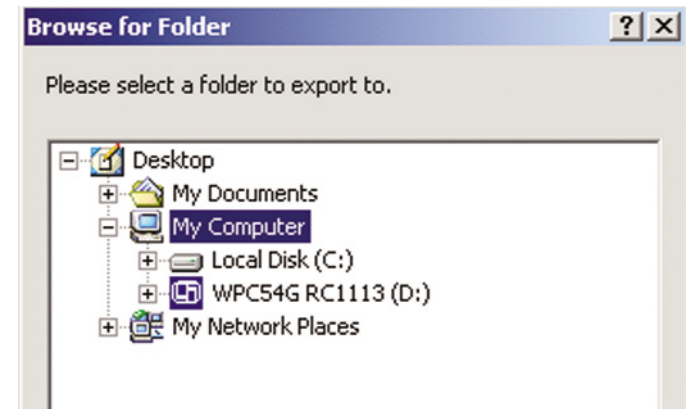 Browse for Folder
Please select a folder to export to.
Desktop
My Documents
My Computer
Local Disk (C:)
WPC54G RC1113 (D:)
My Network Places